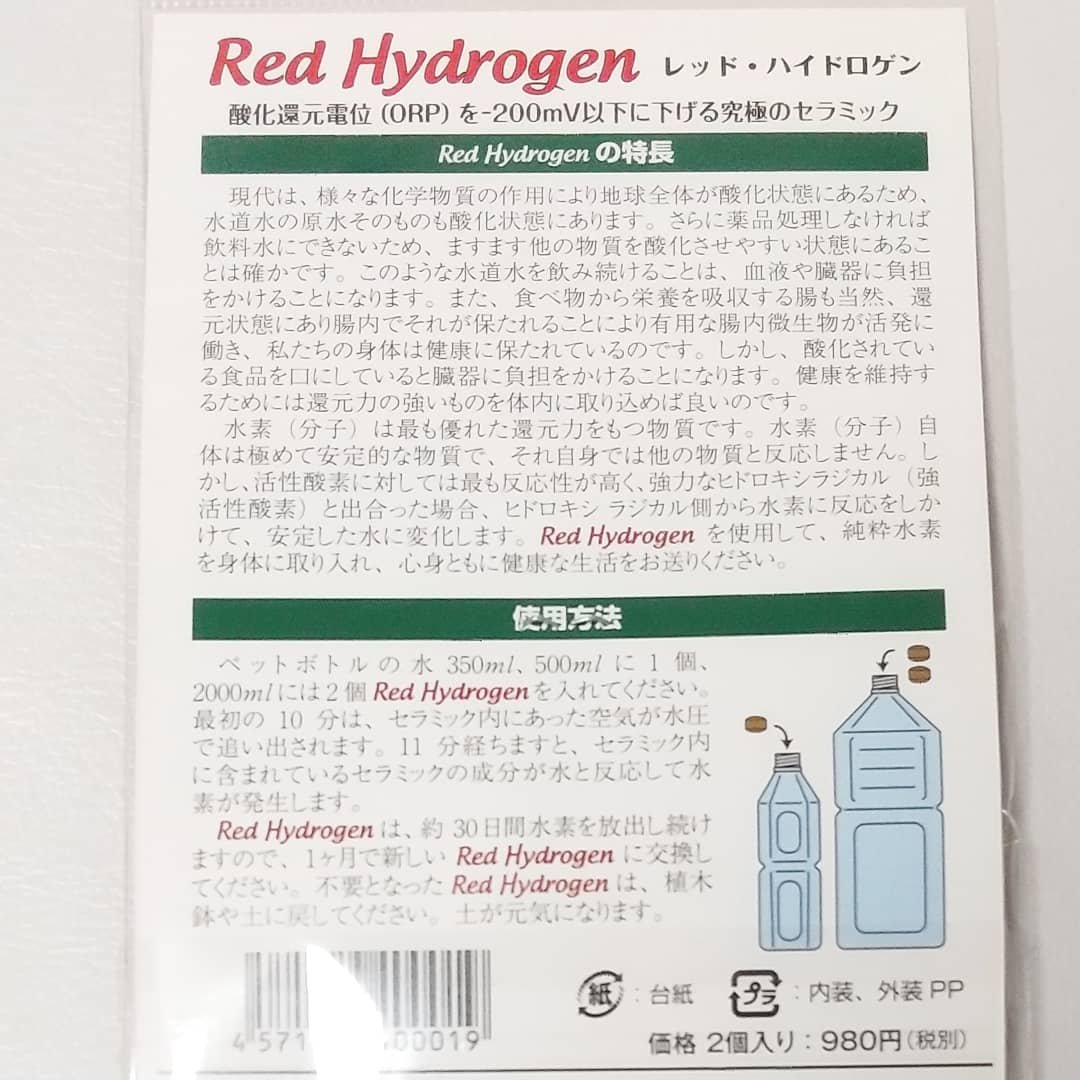 Red Hydrogen レッド・ハイドロゲン
酸化還元電位 (ORP) を-200mV以下に下げる究極のセラミック
Red Hydrogen の特長
現代は、様々な化学物質の作用により地球全体が酸化状態にあるため、
水道水の原水そのものも酸化状態にあります。さらに薬品処理しなければ
飲料水にできないため、ますます他の物質を酸化させやすい状態にあるこ
とは確かです。このような水道水を飲み続けることは、血液や臓器に負担
をかけることになります。また、食べ物から栄養を吸収する腸も当然、還
元状態にあり腸内でそれが保たれることにより有用な腸内微生物が活発に
働き、私たちの身体は健康に保たれているのです。しかし、酸化されてい
る食品を口にしていると臓器に負担をかけることになります。健康を維持す
るためには還元力の強いものを体内に取り込めば良いのです。
水素（分子）は最も優れた還元力をもつ物質です。水素（分子）自
体は極めて安定的な物質で、それ自身では他の物質と反応しません。し
かし、活性酸素に対しては最も反応性が高く、強力なヒドロキシラジカル（強
活性酸素）と出合った場合、ヒドロキシ ラジカル側から水素に反応をしか
けて、安定した水に変化します。Red Hydrogen を使用して、純粋水素
を身体に取り入れ、心身ともに健康な生活をお送りください。
使用方法
ペットボトルの水 350ml、500ml に 1 個、
2000mlには2個 Red Hydrogenを入れてください。
最初の 10 分は、セラミック内にあった空気が水圧
で追い出されます。11 分経ちますと、セラミック内
に含まれているセラミックの成分が水と反応して水
素が発生します。
Red Hydrogen は、約 30日間水素を放出し続け
ますので、1ヶ月で新しい Red Hydrogen に交換し
てください。不要となった Red Hydrogen は、植木
鉢や土に戻してください。土が元気になります。
紙 : 台紙 プラ : 内装、外装 PP
4 571 00019
価格 2個入り : 980円 (税別)